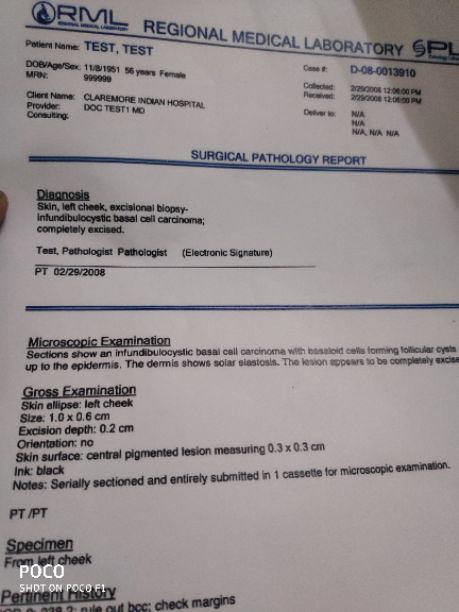 RML REGIONAL MEDICAL LABORATORY SPL
REGIONAL MEDICAL LABORATORY
Patient Name: TEST, TEST
DOB/Age/Sex: 11/8/1951 56 years Female
MRN: 999999
Case #: D-08-0013910
Collected: 2/29/2008 12:06:00 PM
Received: 2/29/2008 12:06:00 PM
Client Name: CLAREMORE INDIAN HOSPITAL
Provider: DOC TEST1 MD
Consulting:
Deliver to: N/A
N/A
N/A, N/A N/A
SURGICAL PATHOLOGY REPORT
Diagnosis
Skin, left cheek, excisional biopsy-
infundibulocystic basal cell carcinoma;
completely excised.
Test, Pathologist Pathologist (Electronic Signature)
PT 02/29/2008
Microscopic Examination
Sections show an infundibulocystic basal cell carcinoma with basaloid cells forming follicular cysts
up to the epidermis. The dermis shows solar elastosis. The lesion appears to be completely excise
Gross Examination
Skin ellipse: left cheek
Size: 1.0 x 0.6 cm
Excision depth: 0.2 cm
Orientation: no
Skin surface: central pigmented lesion measuring 0.3 x 0.3 cm
Ink: black
Notes: Serially sectioned and entirely submitted in 1 cassette for microscopic examination.
PT /PT
Specimen
From left cheek
Pertinent History
rule out bcc; check margins
POCO
SHOT ON POCO F1